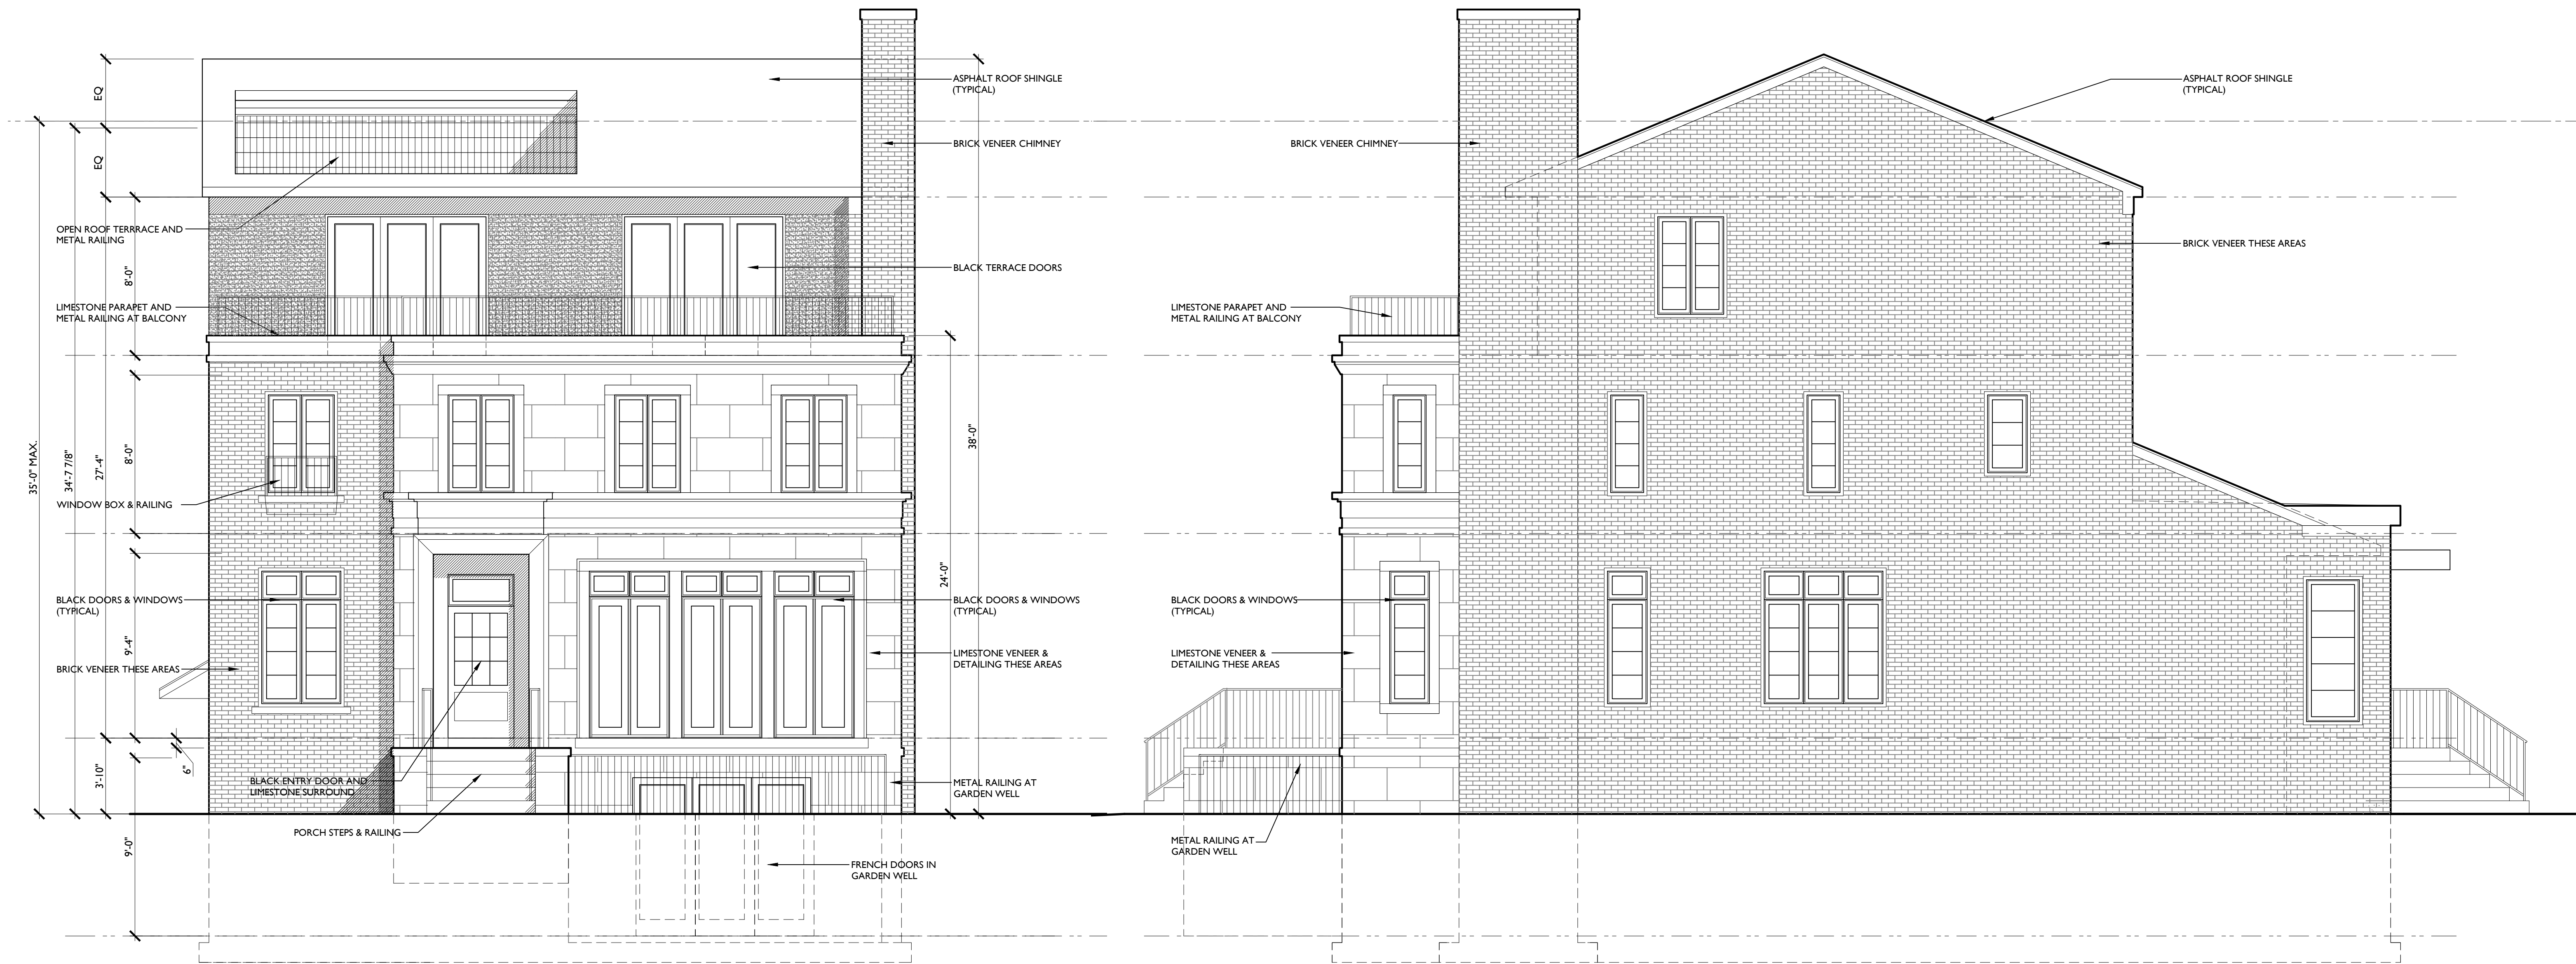 ASPHALT ROOF SHINGLE
(TYPICAL)
EQ
BRICK VENEER CHIMNEY
EQ
OPEN ROOF TERRRACE AND
METAL RAILING
BLACK TERRACE DOORS
8'-0"
LIMESTONE PARAPET AND
METAL RAILING AT BALCONY
38'-0"
35'-0" MAX.
34'-7 7/8"
27'-4"
8'-0"
WINDOW BOX & RAILING
24'-0"
BLACK DOORS & WINDOWS
(TYPICAL)
BLACK DOORS & WINDOWS
(TYPICAL)
9'-4"
BRICK VENEER THESE AREAS
LIMESTONE VENEER &
DETAILING THESE AREAS
3'-10"
6"
BLACK ENTRY DOOR AND
LIMESTONE SURROUND
METAL RAILING AT
GARDEN WELL
PORCH STEPS & RAILING
9'-0"
FRENCH DOORS IN
GARDEN WELL
ASPHALT ROOF SHINGLE
(TYPICAL)
BRICK VENEER CHIMNEY
BRICK VENEER THESE AREAS
LIMESTONE PARAPET AND
METAL RAILING AT BALCONY
BLACK DOORS & WINDOWS
(TYPICAL)
LIMESTONE VENEER &
DETAILING THESE AREAS
METAL RAILING AT
GARDEN WELL